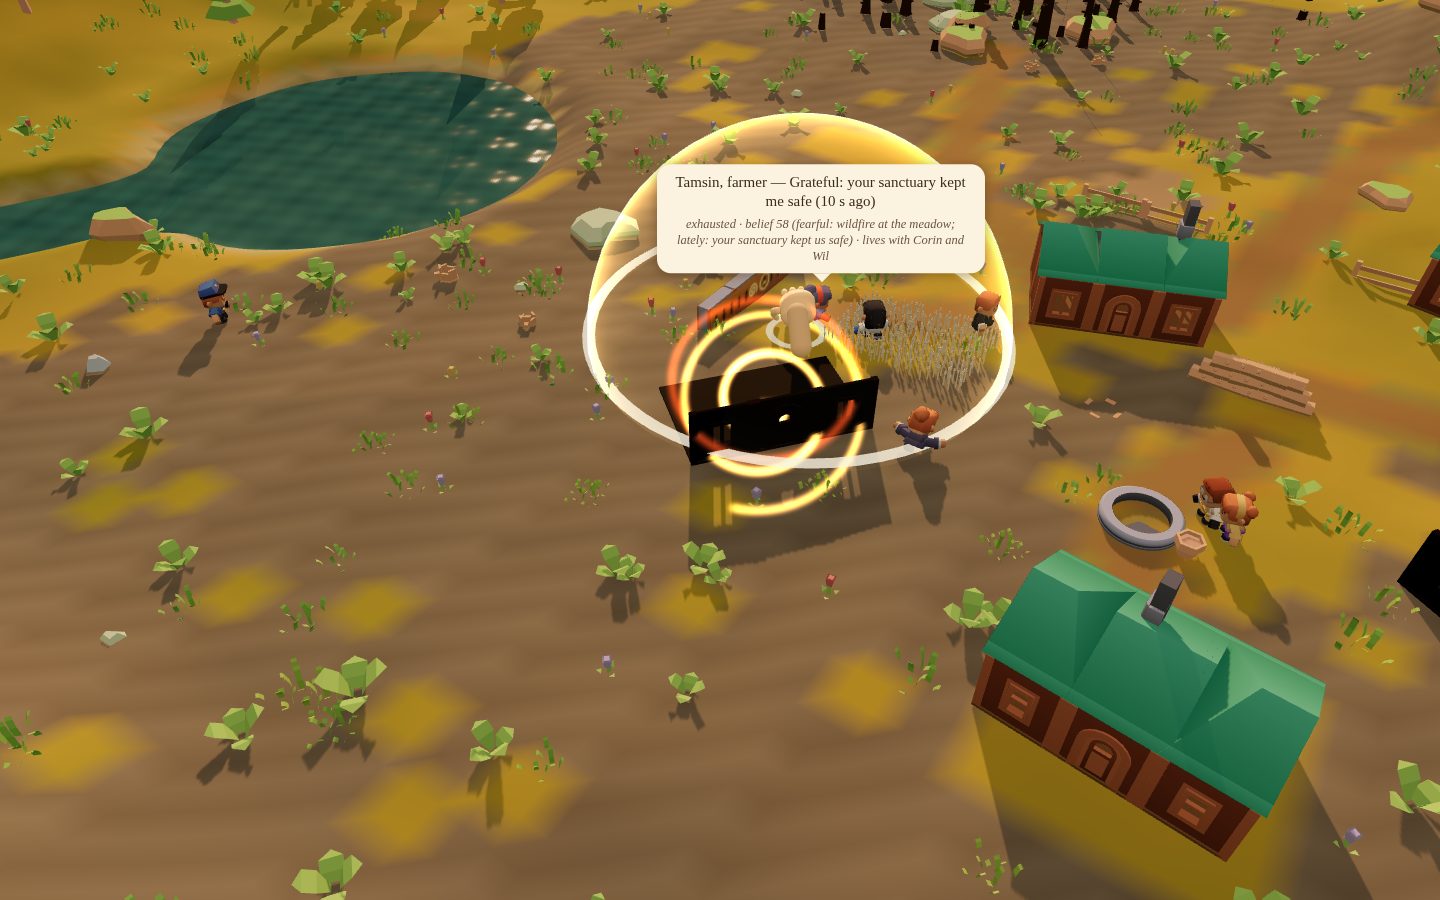 Tamsin, farmer — Grateful: your sanctuary kept
me safe (10 s ago)
exhausted · belief 58 (fearful: wildfire at the meadow;
lately: your sanctuary kept us safe) · lives with Corin and
Wil